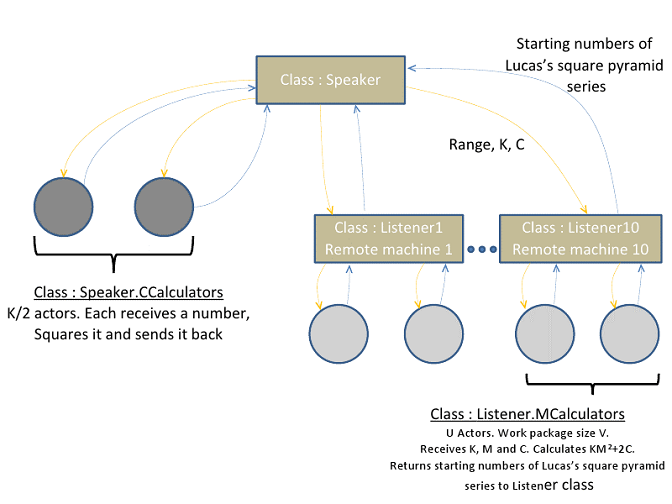 Starting numbers of
Lucas's square pyramid
series
Class : Speaker
Range, K, C
Class : Listener1
Remote machine 1
Class : Listener10
Remote machine 10
Class : Speaker.CCalculators
K/2 actors. Each receives a number,
Squares it and sends it back
Class : Listener.MCalculators
U Actors. Work package size V.
Receives K, M and C. Calculates KM²+2C.
Returns starting numbers of Lucas's square pyramid
series to Listener class